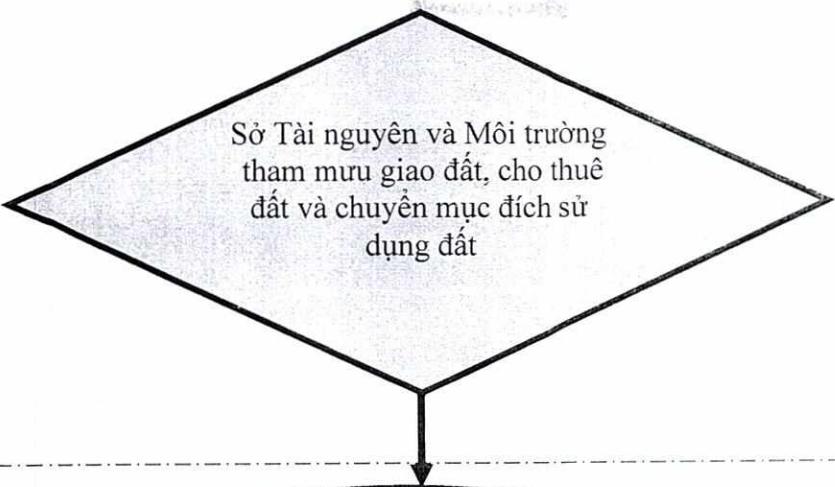 Sở Tài nguyên và Môi trường
tham mưu giao đất, cho thuê
đất và chuyển mục đích sử
dụng đất